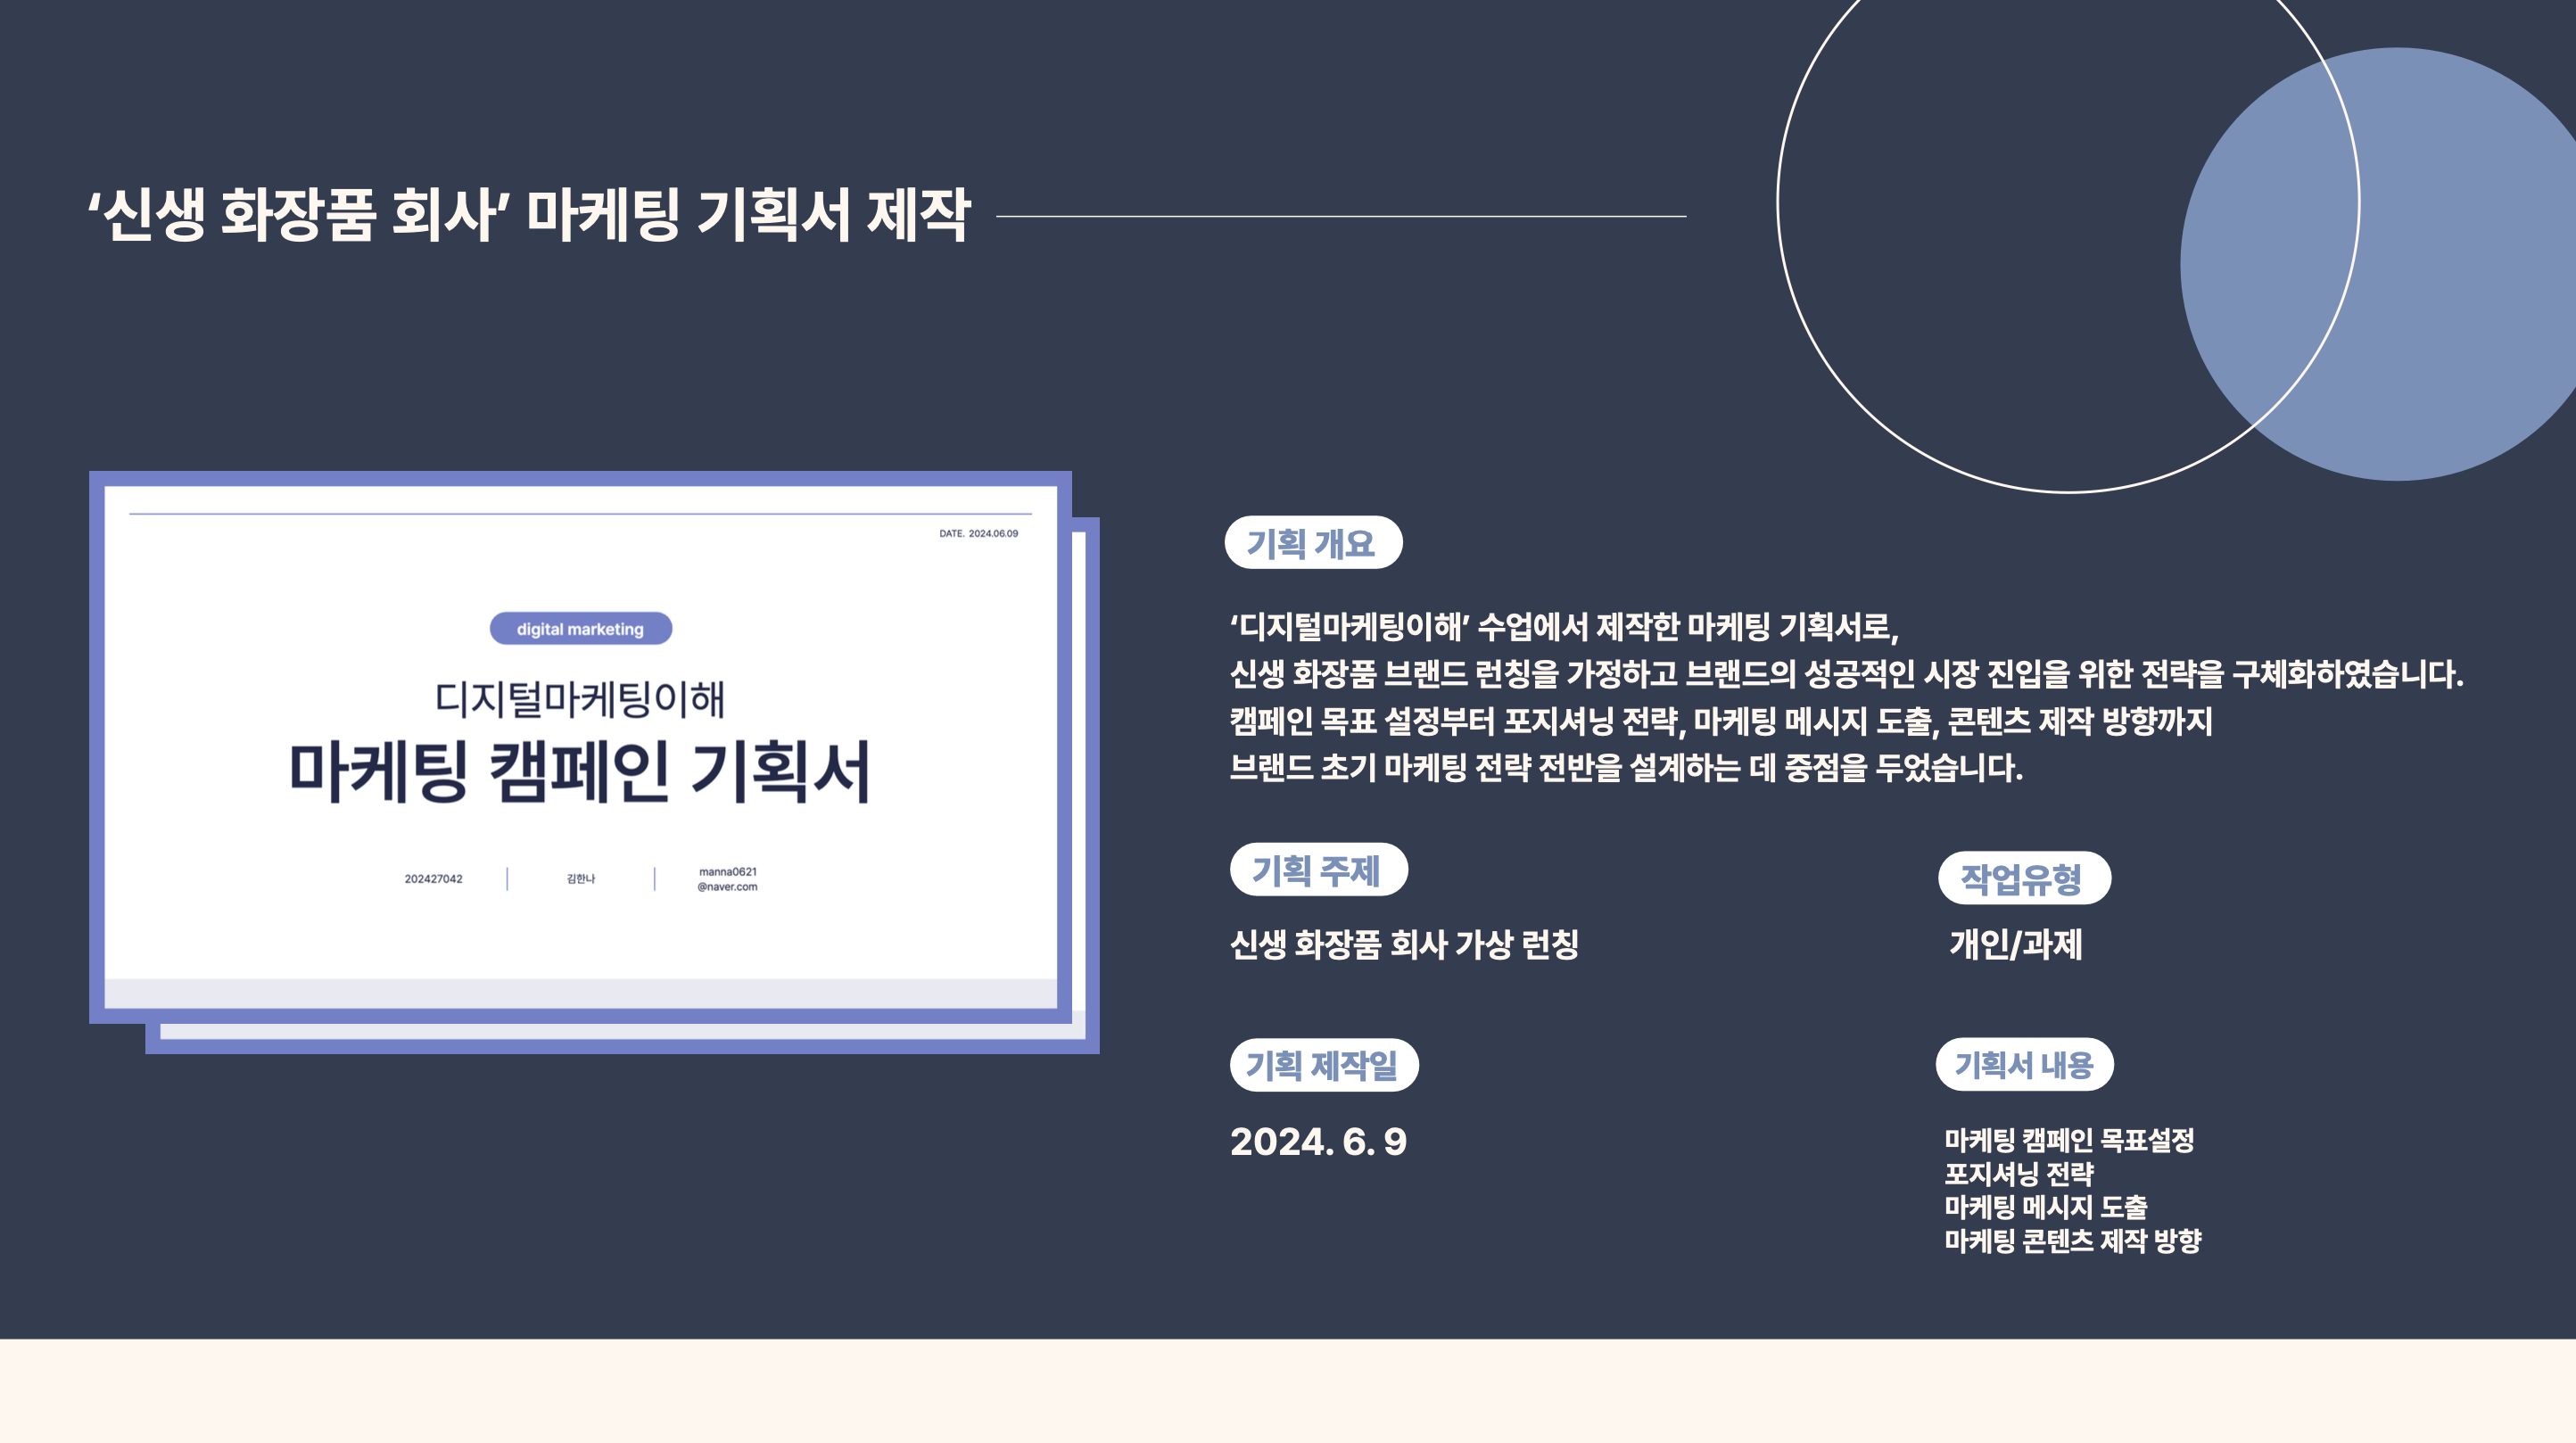 ‘신생 화장품 회사’ 마케팅 기획서 제작
DATE. 2024.06.09
digital marketing
디지털마케팅이해
마케팅 캠페인 기획서
202427042
김한나
manna0621
@naver.com
기획 개요
‘디지털마케팅이해’ 수업에서 제작한 마케팅 기획서로,
신생 화장품 브랜드 런칭을 가정하고 브랜드의 성공적인 시장 진입을 위한 전략을 구체화하였습니다.
캠페인 목표 설정부터 포지셔닝 전략, 마케팅 메시지 도출, 콘텐츠 제작 방향까지
브랜드 초기 마케팅 전략 전반을 설계하는 데 중점을 두었습니다.
기획 주제
신생 화장품 회사 가상 런칭
작업유형
개인/과제
기획 제작일
2024. 6. 9
기획서 내용
마케팅 캠페인 목표설정
포지셔닝 전략
마케팅 메시지 도출
마케팅 콘텐츠 제작 방향